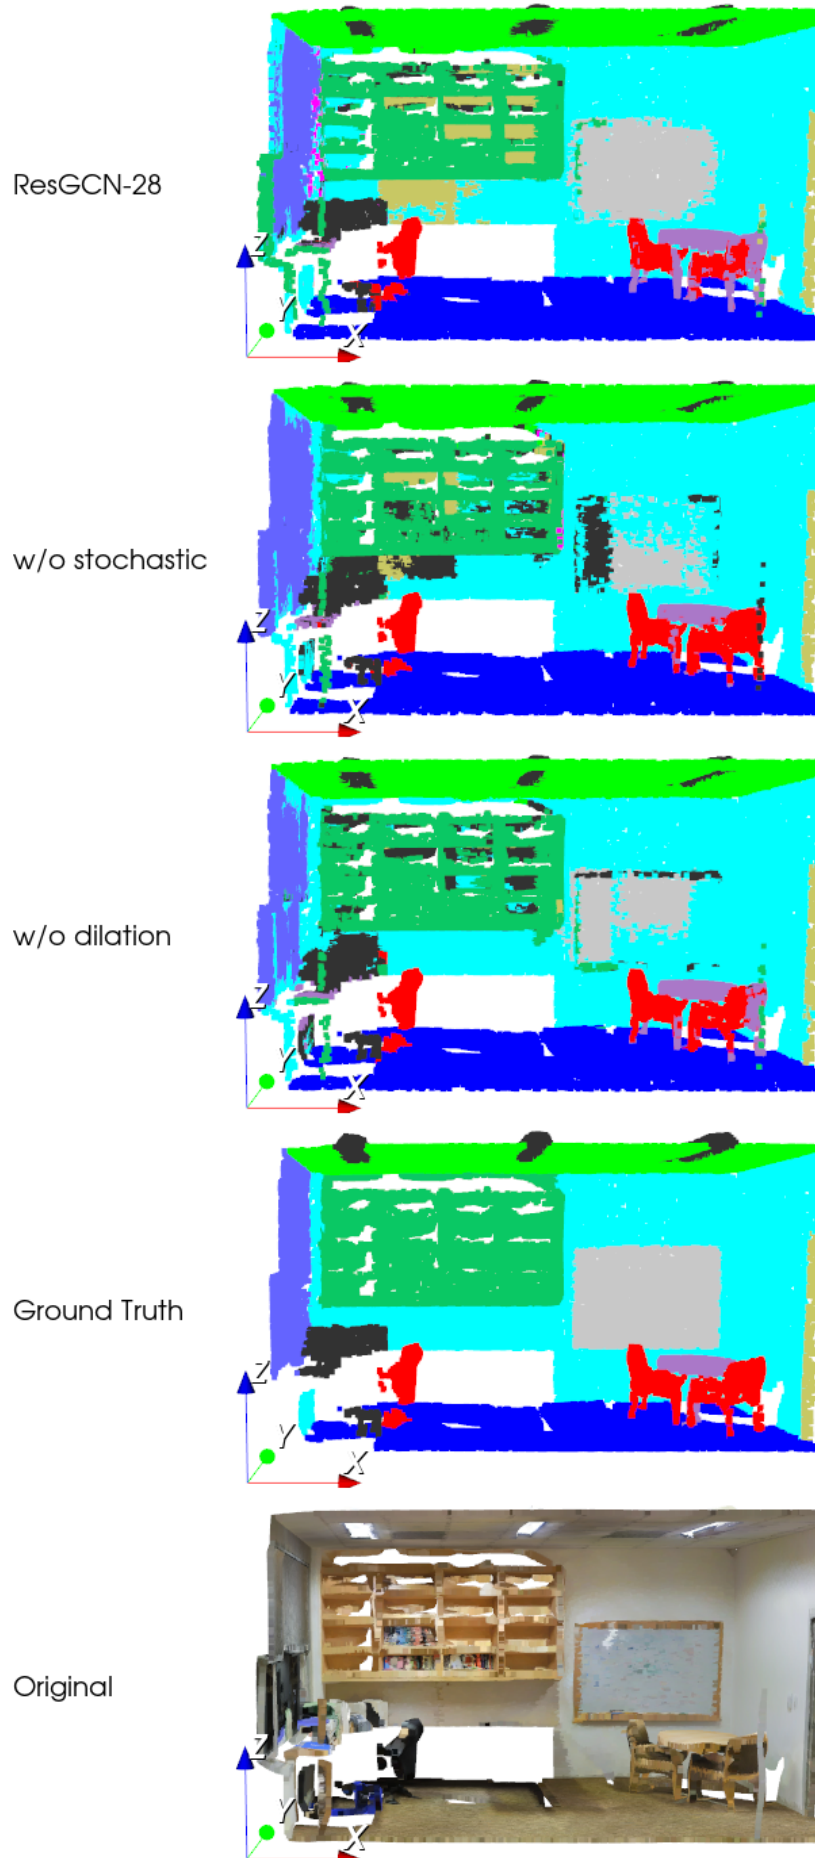 ResGCN-28
Z
Y
X
w/o stochastic
Z
Y
X
w/o dilation
Z
Y
X
Ground Truth
Z
Y
X
Original
Z
Y
X